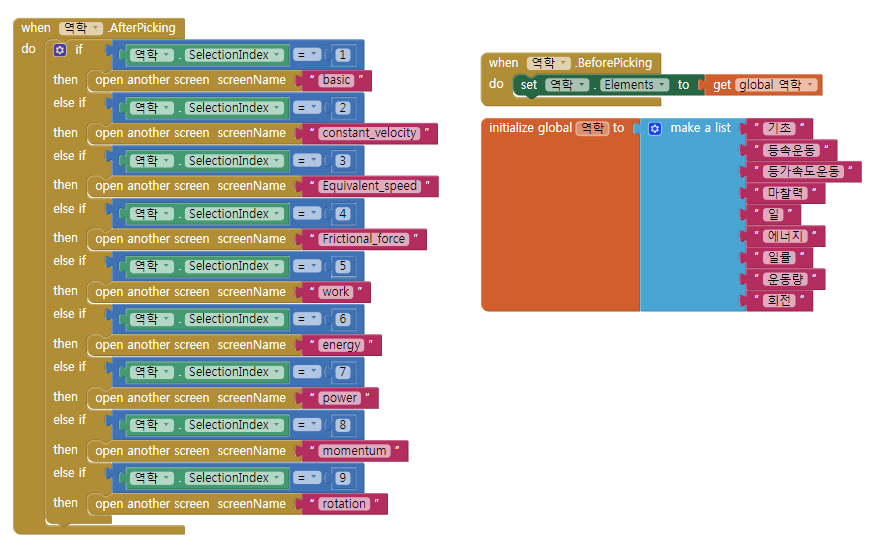 when 역학 .AfterPicking
do if 역학 . SelectionIndex = 1
then open another screen screenName " basic "
else if 역학 . SelectionIndex = 2
then open another screen screenName " constant_velocity "
else if 역학 . SelectionIndex = 3
then open another screen screenName " Equivalent_speed "
else if 역학 . SelectionIndex = 4
then open another screen screenName " Frictional_force "
else if 역학 . SelectionIndex = 5
then open another screen screenName " work "
else if 역학 . SelectionIndex = 6
then open another screen screenName " energy "
else if 역학 . SelectionIndex = 7
then open another screen screenName " power "
else if 역학 . SelectionIndex = 8
then open another screen screenName " momentum "
else if 역학 . SelectionIndex = 9
then open another screen screenName " rotation "
when 역학 .BeforePicking
do set 역학 . Elements to get global 역학
initialize global 역학 to make a list " 기초 "
" 등속운동 "
" 등가속도운동 "
" 마찰력 "
" 일 "
" 에너지 "
" 일률 "
" 운동량 "
" 회전 "